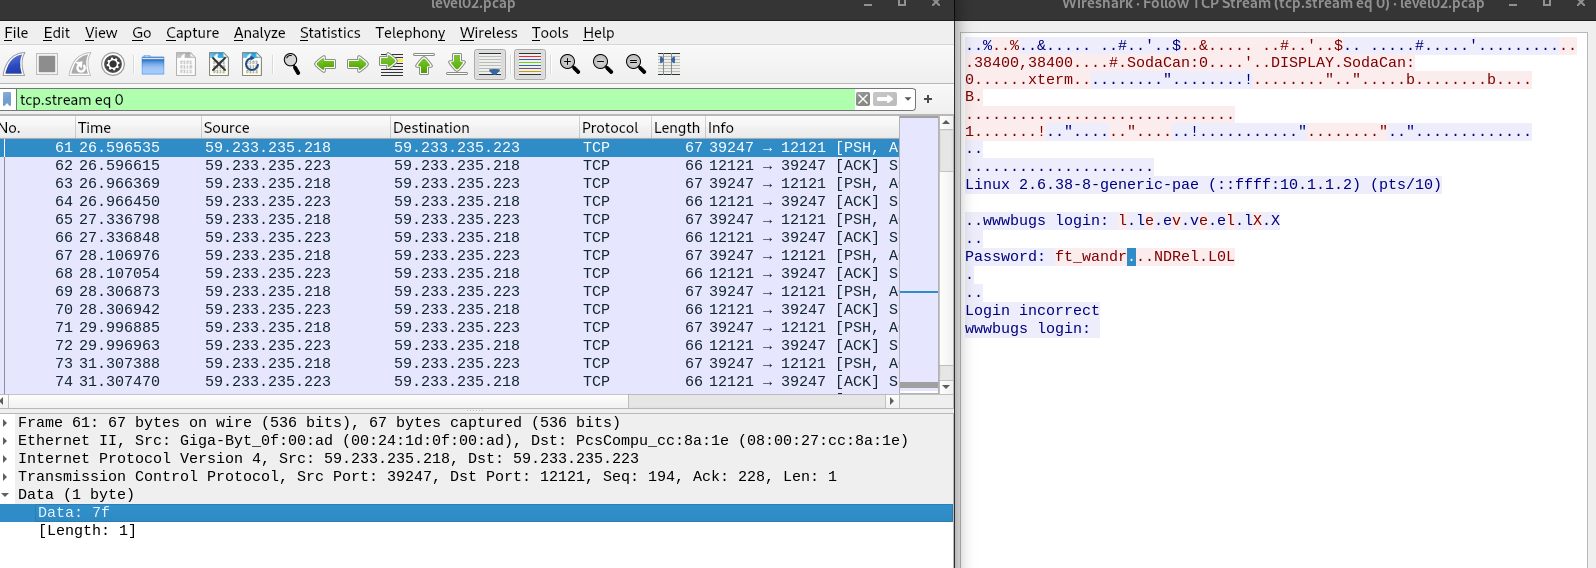 level02.pcap
File Edit View Go Capture Analyze Statistics Telephony Wireless Tools Help
tcp.stream eq 0
No. Time Source Destination Protocol Length Info
61 26.596535 59.233.235.218 59.233.235.223 TCP 67 39247 → 12121 [PSH, A
62 26.596615 59.233.235.223 59.233.235.218 TCP 66 12121 → 39247 [ACK] S
63 26.966369 59.233.235.218 59.233.235.223 TCP 67 39247 → 12121 [PSH, A
64 26.966450 59.233.235.223 59.233.235.218 TCP 66 12121 → 39247 [ACK] S
65 27.336798 59.233.235.218 59.233.235.223 TCP 67 39247 → 12121 [PSH, A
66 27.336848 59.233.235.223 59.233.235.218 TCP 66 12121 → 39247 [ACK] S
67 28.106976 59.233.235.218 59.233.235.223 TCP 67 39247 → 12121 [PSH, A
68 28.107054 59.233.235.223 59.233.235.218 TCP 66 12121 → 39247 [ACK] S
69 28.306873 59.233.235.218 59.233.235.223 TCP 67 39247 → 12121 [PSH, A
70 28.306942 59.233.235.223 59.233.235.218 TCP 66 12121 → 39247 [ACK] S
71 29.996885 59.233.235.218 59.233.235.223 TCP 67 39247 → 12121 [PSH, A
72 29.996963 59.233.235.223 59.233.235.218 TCP 66 12121 → 39247 [ACK] S
73 31.307388 59.233.235.218 59.233.235.223 TCP 67 39247 → 12121 [PSH, A
74 31.307470 59.233.235.223 59.233.235.218 TCP 66 12121 → 39247 [ACK] S
Frame 61: 67 bytes on wire (536 bits), 67 bytes captured (536 bits)
Ethernet II, Src: Giga-Byt_0f:00:ad (00:24:1d:0f:00:ad), Dst: PcsCompu_cc:8a:1e (08:00:27:cc:8a:1e)
Internet Protocol Version 4, Src: 59.233.235.218, Dst: 59.233.235.223
Transmission Control Protocol, Src Port: 39247, Dst Port: 12121, Seq: 194, Ack: 228, Len: 1
Data (1 byte)
Data: 7f
[Length: 1]
Wireshark · Follow TCP Stream (tcp.stream eq 0) · level02.pcap
..%..%..&..... ..#..'..$..&..... ..#..'..$.. .....#.....'...........
.38400,38400....#.SodaCan:0....'..DISPLAY.SodaCan:
0......xterm..........."........!........"..".....b........b....
B.
..............................
1.......!.."......"......!..........."........"..".............
..
.....................
Linux 2.6.38-8-generic-pae (::ffff:10.1.1.2) (pts/10)
..wwwbugs login: l.le.ev.ve.el.lX.X
..
Password: ft_wandr...NDRel.L0L
.
..
Login incorrect
wwwbugs login: